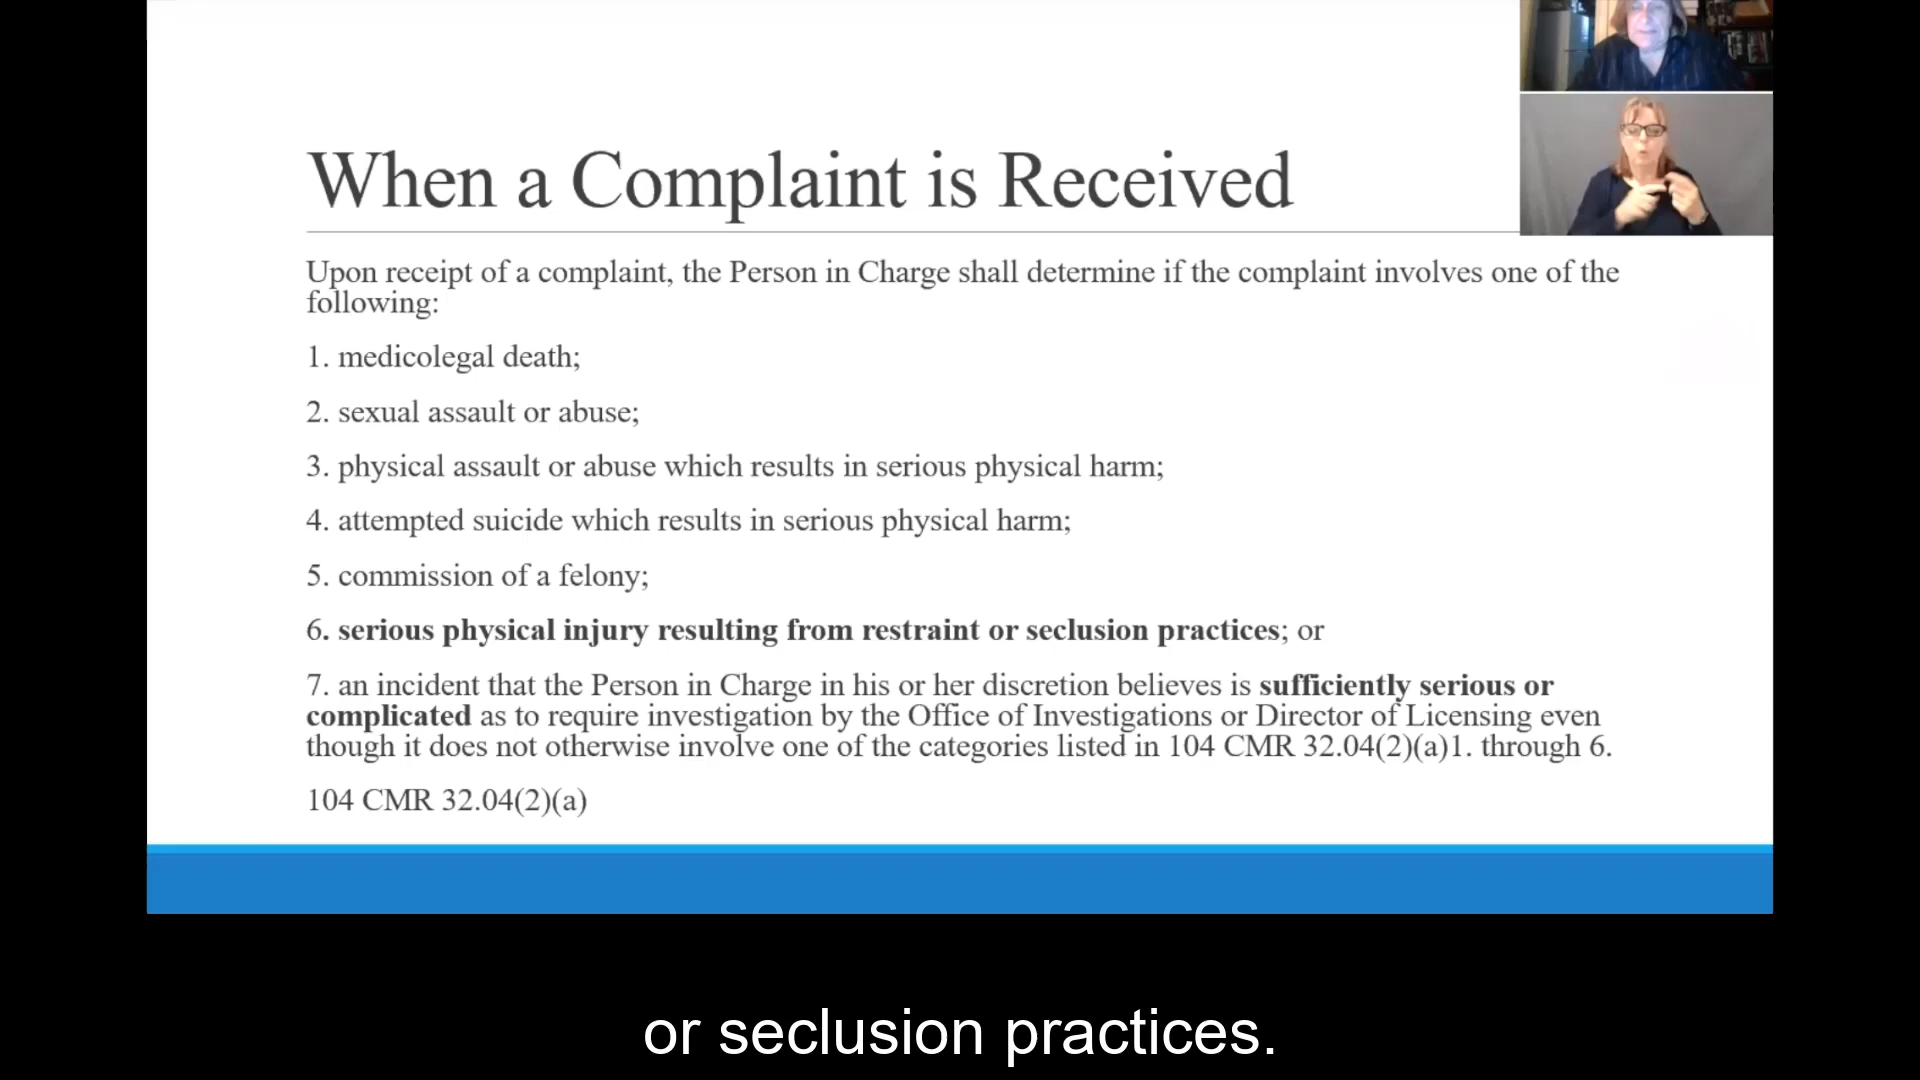 When a Complaint is Received
Upon receipt of a complaint, the Person in Charge shall determine if the complaint involves one of the
following:
1. medicolegal death;
2. sexual assault or abuse;
3. physical assault or abuse which results in serious physical harm;
4. attempted suicide which results in serious physical harm;
5. commission of a felony;
6. serious physical injury resulting from restraint or seclusion practices; or
7. an incident that the Person in Charge in his or her discretion believes is sufficiently serious or
complicated as to require investigation by the Office of Investigations or Director of Licensing even
though it does not otherwise involve one of the categories listed in 104 CMR 32.04(2)(a)1. through 6.
104 CMR 32.04(2)(a)
or seclusion practices.